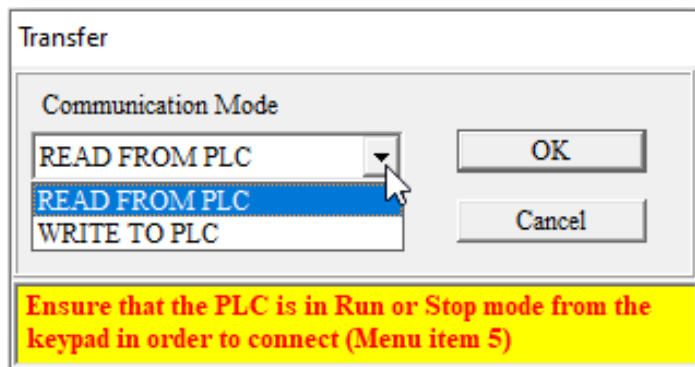 Transfer
Communication Mode
READ FROM PLC
OK
READ FROM PLC
WRITE TO PLC
Cancel
Ensure that the PLC is in Run or Stop mode from the
keypad in order to connect (Menu item 5)